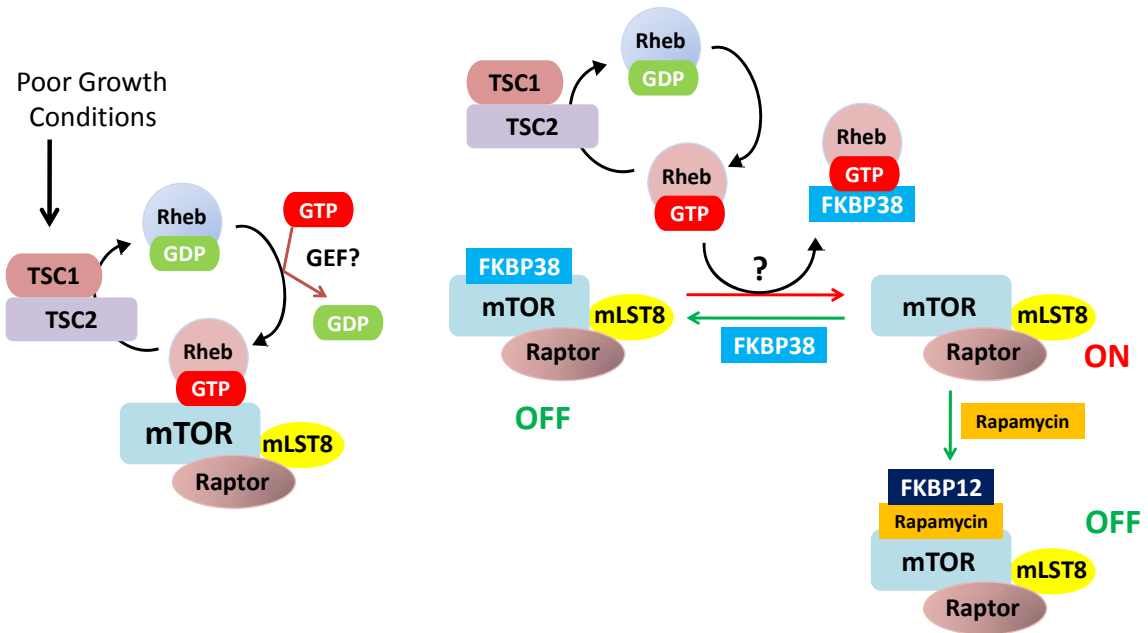 Poor Growth
Conditions
TSC1
TSC2
Rheb
GDP
GTP
GEF?
GDP
Rheb
GTP
mTOR
mLST8
Raptor
Rheb
GDP
TSC1
TSC2
Rheb
GTP
Rheb
GTP
FKBP38
?
FKBP38
mTOR
mLST8
Raptor
OFF
FKBP38
mTOR
mLST8
Raptor
ON
Rapamycin
FKBP12
Rapamycin
OFF
mTOR
mLST8
Raptor